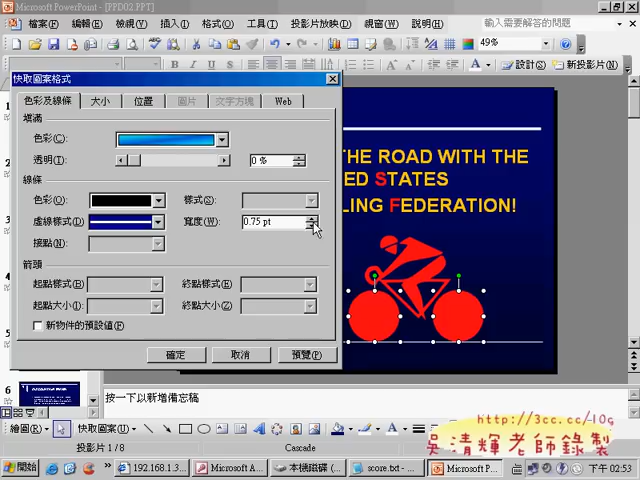 Microsoft PowerPoint - [PPD02.PPT]
檔案(F) 編輯(E) 檢視(V) 插入(I) 格式(O) 工具(T) 投影片放映(D) 視窗(W) 說明(H) 輸入需要解答的問題
49%
設計(S) 新投影片(N)
快取圖案格式
色彩及線條 大小 位置 圖片 文字方塊 Web
填滿
色彩(C):
透明(T): 0 %
線條
色彩(O): 樣式(S):
虛線樣式(D) 寬度(W): 0.75 pt
接點(N):
箭頭
起點樣式(B) 終點樣式(E)
起點大小(I): 終點大小(Z)
新物件的預設值(F)
確定 取消 預覽(P)
THE ROAD WITH THE
ED STATES
LING FEDERATION!
1
2
3
4
5
6
按一下以新增備忘稿
繪圖(R) 快取圖案(U)
投影片 1 / 8 Cascade
http://3cc.cc/10g
吳清輝老師錄製
開始 192.168.1.3... Microsoft A... 本機磁碟 (... score.txt - ... Microsoft P... 下午 02:53